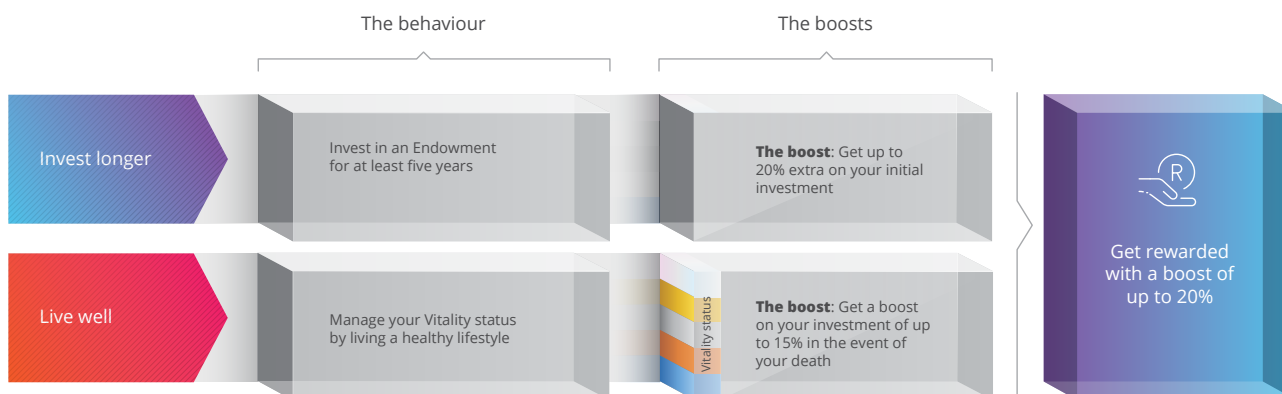 The behaviour
The boosts
Invest longer
Invest in an Endowment
for at least five years
The boost: Get up to
20% extra on your initial
investment
Live well
Manage your Vitality status
by living a healthy lifestyle
Vitality status
The boost: Get a boost
on your investment of up
to 15% in the event of
your death
R
Get rewarded
with a boost of
up to 20%